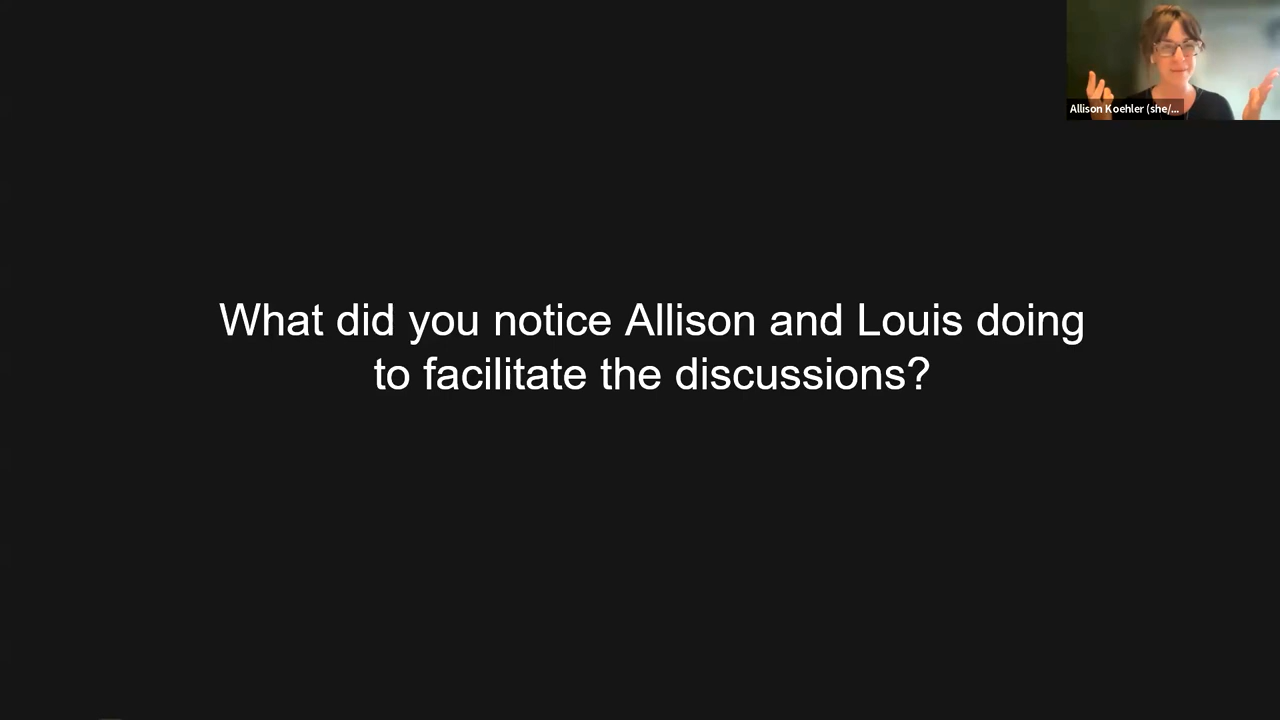 Allison Koehler (she/...
What did you notice Allison and Louis doing
to facilitate the discussions?